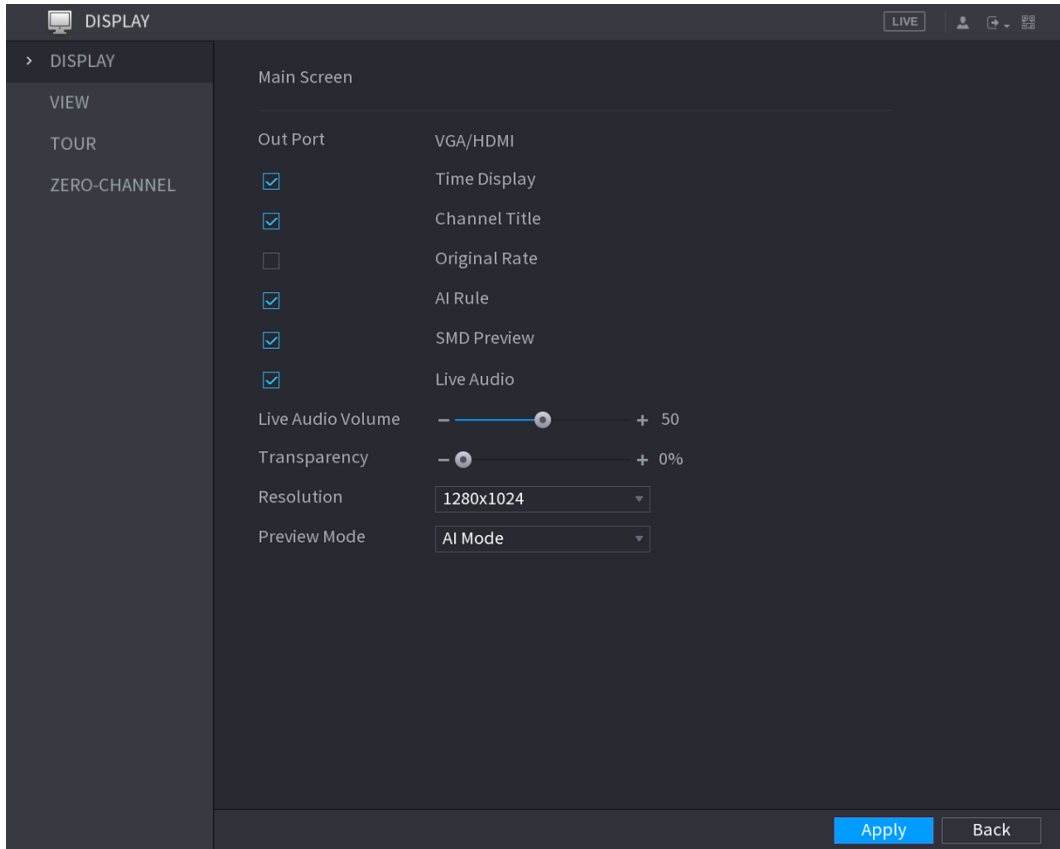 DISPLAY
LIVE
DISPLAY
VIEW
TOUR
ZERO-CHANNEL
Main Screen
Out Port VGA/HDMI
Time Display
Channel Title
Original Rate
AI Rule
SMD Preview
Live Audio
Live Audio Volume − + 50
Transparency − + 0%
Resolution 1280x1024
Preview Mode AI Mode
Apply Back